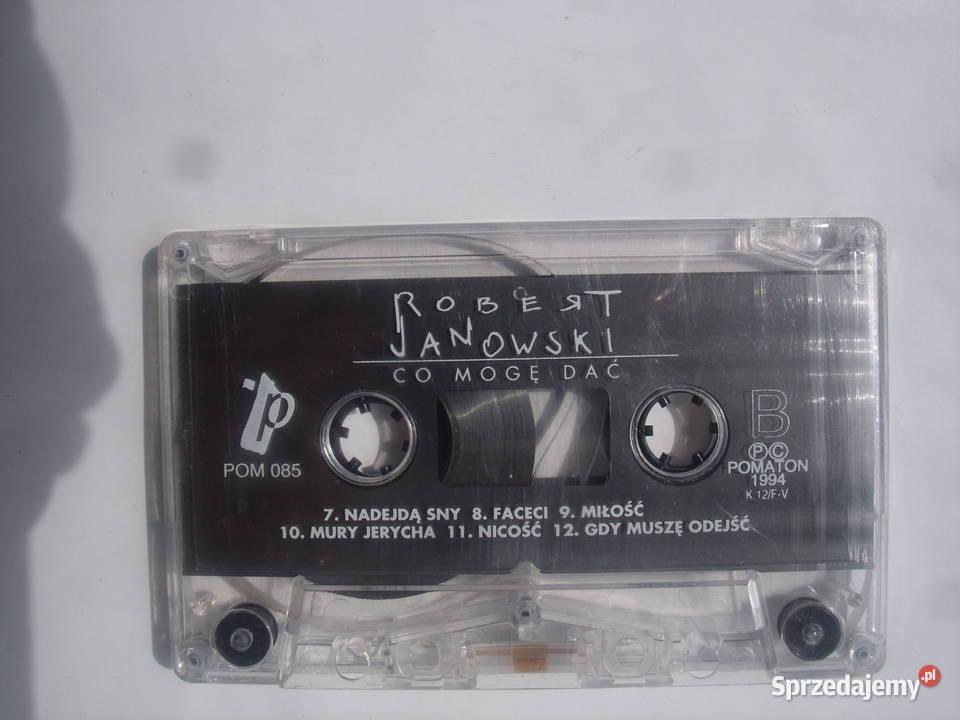 ROBERT
JANOWSKI
CO MOGĘ DAĆ
p
POM 085
B
ⓅⒸ
POMATON
1994
K 12/F-V
7. NADEJDĄ SNY 8. FACECI 9. MIŁOŚĆ
10. MURY JERYCHA 11. NICOŚĆ 12. GDY MUSZĘ ODEJŚĆ
Sprzedajemy.pl